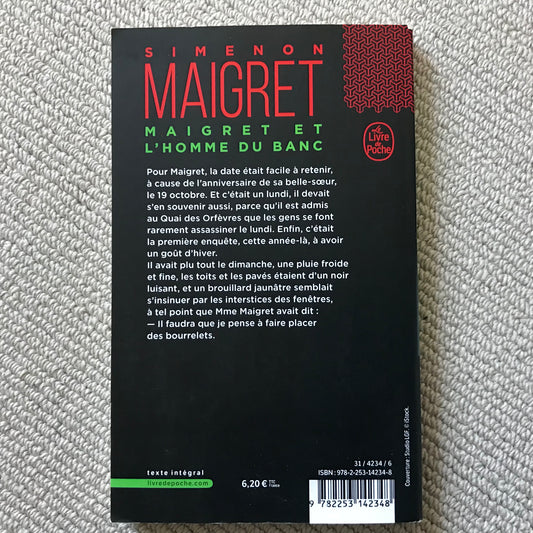 SIMENON
MAIGRET
MAIGRET ET
L'HOMME DU BANC
Le
Livre
de
Poche
Pour Maigret, la date était facile à retenir,
à cause de l'anniversaire de sa belle-sœur,
le 19 octobre. Et c'était un lundi, il devait
s'en souvenir aussi, parce qu'il est admis
au Quai des Orfèvres que les gens se font
rarement assassiner le lundi. Enfin, c'était
la première enquête, cette année-là, à avoir
un goût d'hiver.
Il avait plu tout le dimanche, une pluie froide
et fine, les toits et les pavés étaient d'un noir
luisant, et un brouillard jaunâtre semblait
s'insinuer par les interstices des fenêtres,
à tel point que Mme Maigret avait dit :
— Il faudra que je pense à faire placer
des bourrelets.
texte intégral
livredepoche.com
6,20 € TTC
31 / 4234 / 6
ISBN : 978-2-253-14234-8
9 782253 142348
Couverture : Studio LGF. © iStock.